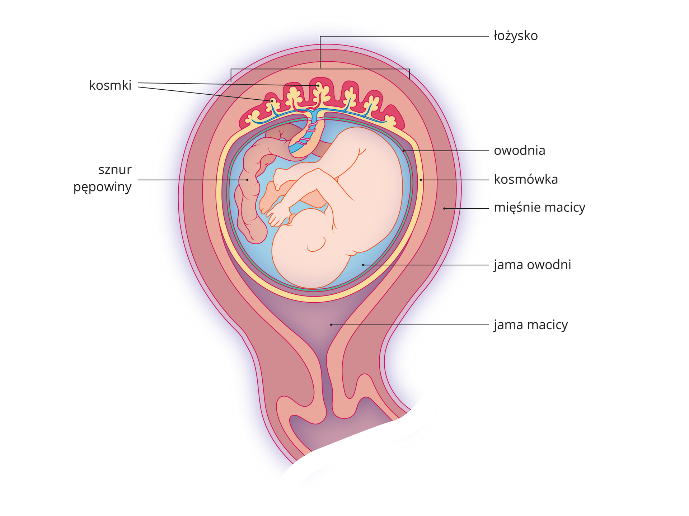 łożysko
kosmki
owodnia
sznur
pępowiny
kosmówka
mięśnie macicy
jama owodni
jama macicy